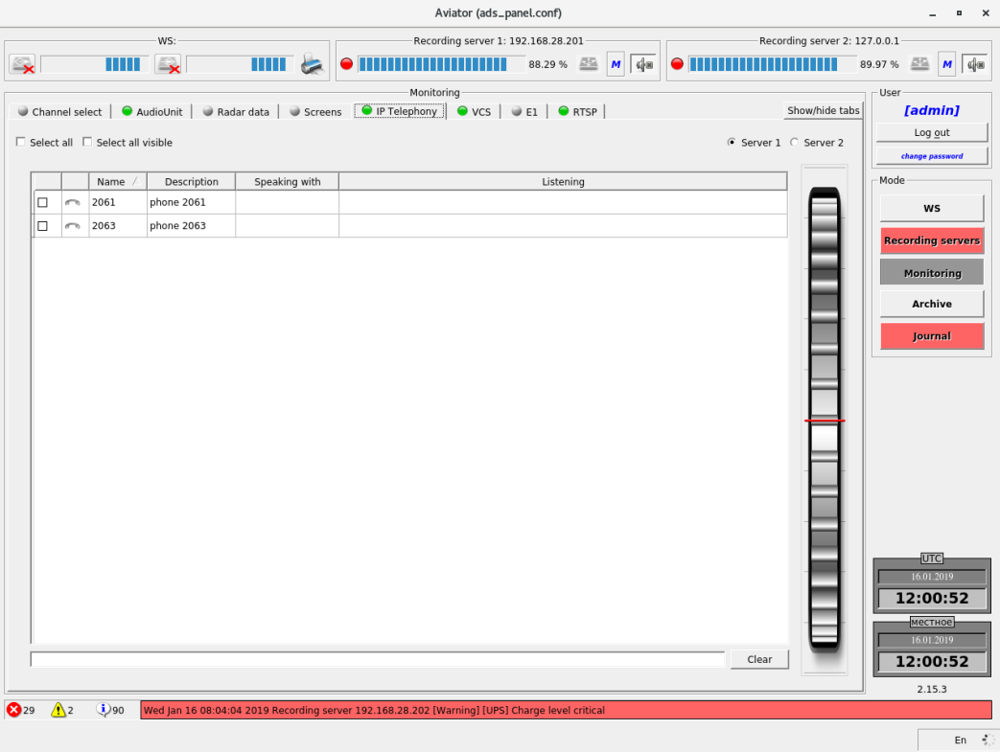 Aviator (ads_panel.conf)
WS:
Recording server 1: 192.168.28.201
88.29 %
M
Recording server 2: 127.0.0.1
89.97 %
M
Monitoring
Channel select
AudioUnit
Radar data
Screens
IP Telephony
VCS
E1
RTSP
Show/hide tabs
Select all
Select all visible
Server 1
Server 2
Name
Description
Speaking with
Listening
2061
phone 2061
2063
phone 2063
Clear
User
[admin]
Log out
change password
Mode
WS
Recording servers
Monitoring
Archive
Journal
UTC
16.01.2019
12:00:52
местное
16.01.2019
12:00:52
2.15.3
29
2
90
Wed Jan 16 08:04:04 2019 Recording server 192.168.28.202 [Warning] [UPS] Charge level critical
En